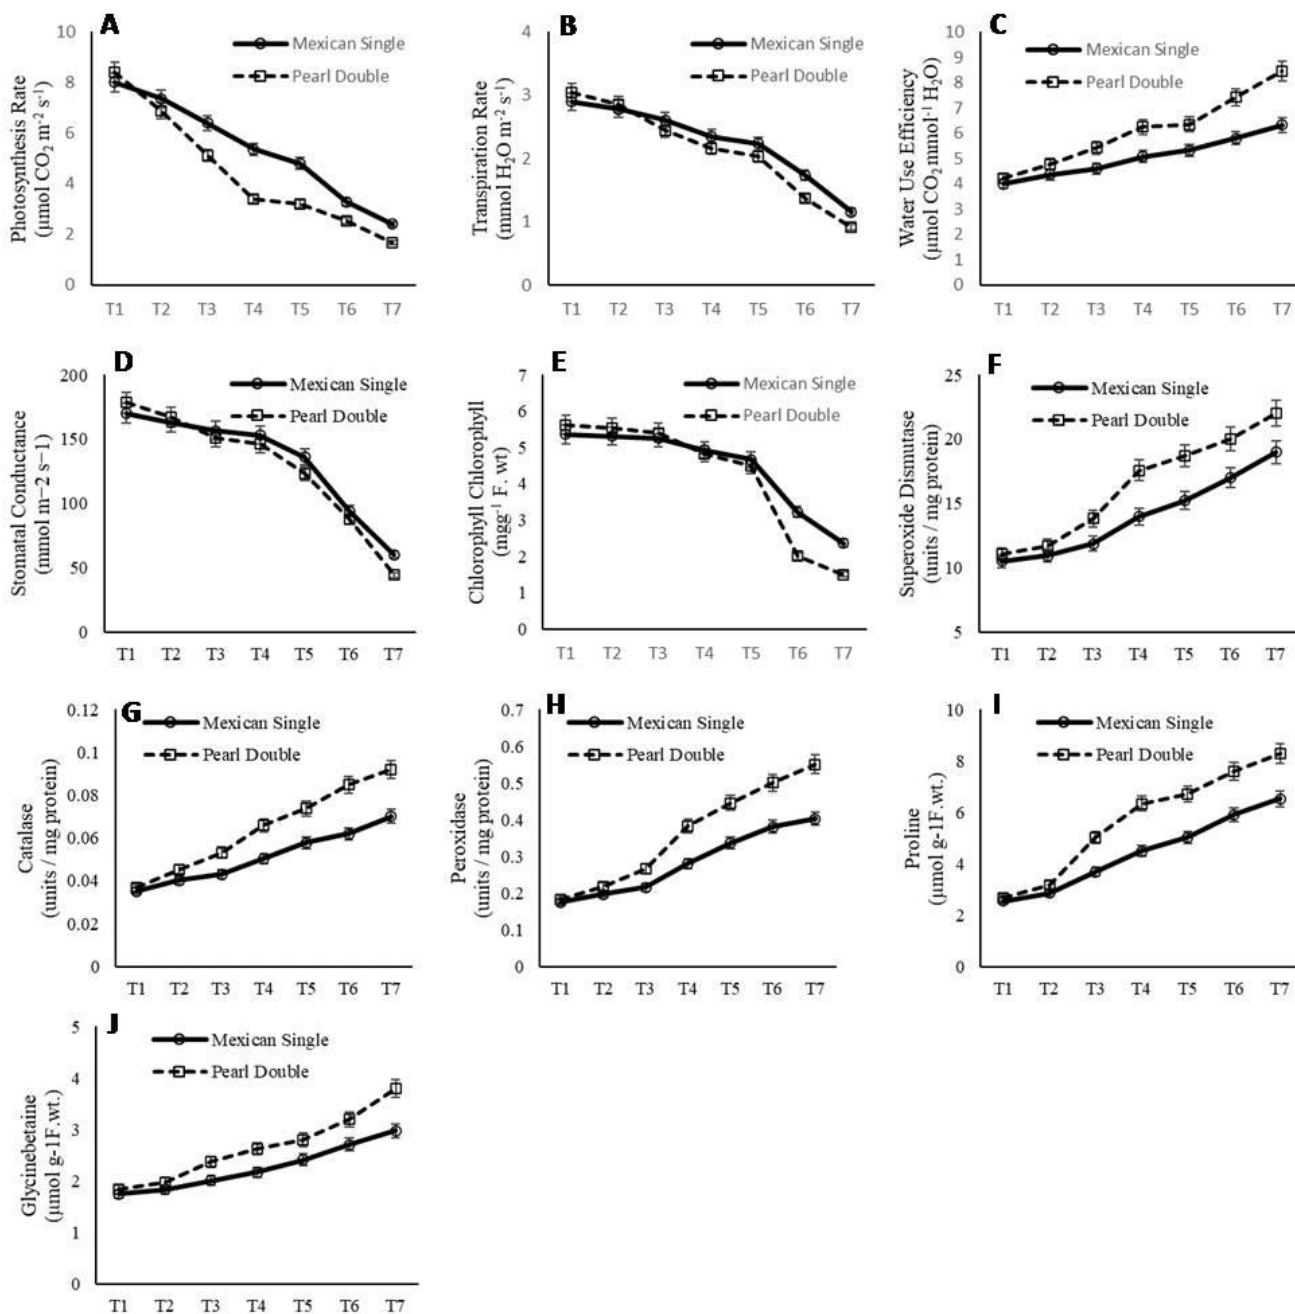 A
Photosynthesis Rate
(μmol CO₂ m⁻² s⁻¹)
10
8
6
4
2
0
Mexican Single
Pearl Double
T1 T2 T3 T4 T5 T6 T7
B
Transpiration Rate
(mmol H₂O m⁻² s⁻¹)
4
3
2
1
0
Mexican Single
Pearl Double
T1 T2 T3 T4 T5 T6 T7
C
Water Use Efficiency
(μmol CO₂ mmol⁻¹ H₂O)
10
9
8
7
6
5
4
3
2
1
0
Mexican Single
Pearl Double
T1 T2 T3 T4 T5 T6 T7
D
Stomatal Conductance
(mmol m−2 s−1)
200
150
100
50
0
Mexican Single
Pearl Double
T1 T2 T3 T4 T5 T6 T7
E
Chlorophyll Chlorophyll
(mgg⁻¹ F. wt)
7
6
5
4
3
2
1
0
Mexican Single
Pearl Double
T1 T2 T3 T4 T5 T6 T7
F
Superoxide Dismutase
(units / mg protein)
25
20
15
10
5
Mexican Single
Pearl Double
T1 T2 T3 T4 T5 T6 T7
G
Catalase
(units / mg protein)
0.12
0.1
0.08
0.06
0.04
0.02
0
Mexican Single
Pearl Double
T1 T2 T3 T4 T5 T6 T7
H
Peroxidase
(units / mg protein)
0.7
0.6
0.5
0.4
0.3
0.2
0.1
0
Mexican Single
Pearl Double
T1 T2 T3 T4 T5 T6 T7
I
Proline
(μmol g-1F.wt.)
10
8
6
4
2
0
Mexican Single
Pearl Double
T1 T2 T3 T4 T5 T6 T7
J
Glycinebetaine
(μmol g-1F.wt.)
5
4
3
2
1
0
Mexican Single
Pearl Double
T1 T2 T3 T4 T5 T6 T7